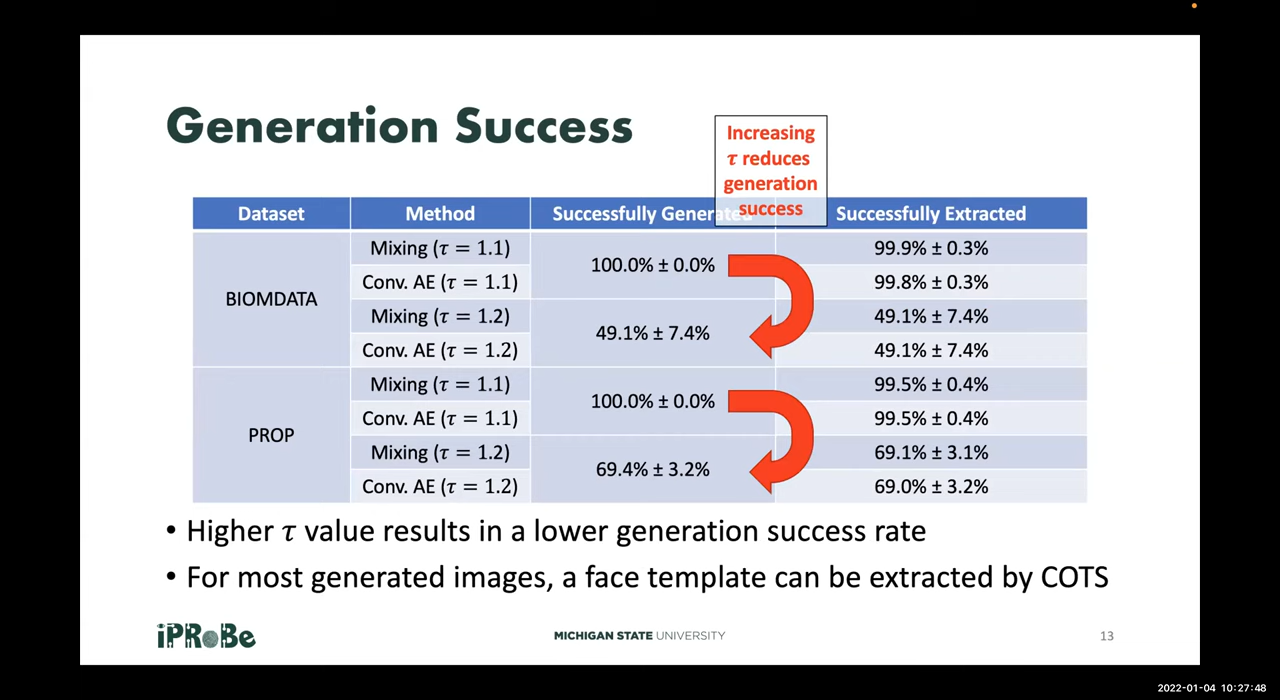 Generation Success
Increasing
τ reduces
generation
success
Dataset Method Successfully Generated Successfully Extracted
BIOMDATA
Mixing (τ = 1.1) 100.0% ± 0.0% 99.9% ± 0.3%
Conv. AE (τ = 1.1) 99.8% ± 0.3%
Mixing (τ = 1.2) 49.1% ± 7.4% 49.1% ± 7.4%
Conv. AE (τ = 1.2) 49.1% ± 7.4%
PROP
Mixing (τ = 1.1) 100.0% ± 0.0% 99.5% ± 0.4%
Conv. AE (τ = 1.1) 99.5% ± 0.4%
Mixing (τ = 1.2) 69.4% ± 3.2% 69.1% ± 3.1%
Conv. AE (τ = 1.2) 69.0% ± 3.2%
• Higher τ value results in a lower generation success rate
• For most generated images, a face template can be extracted by COTS
iPRoBe
MICHIGAN STATE UNIVERSITY
13
2022-01-04 10:27:48